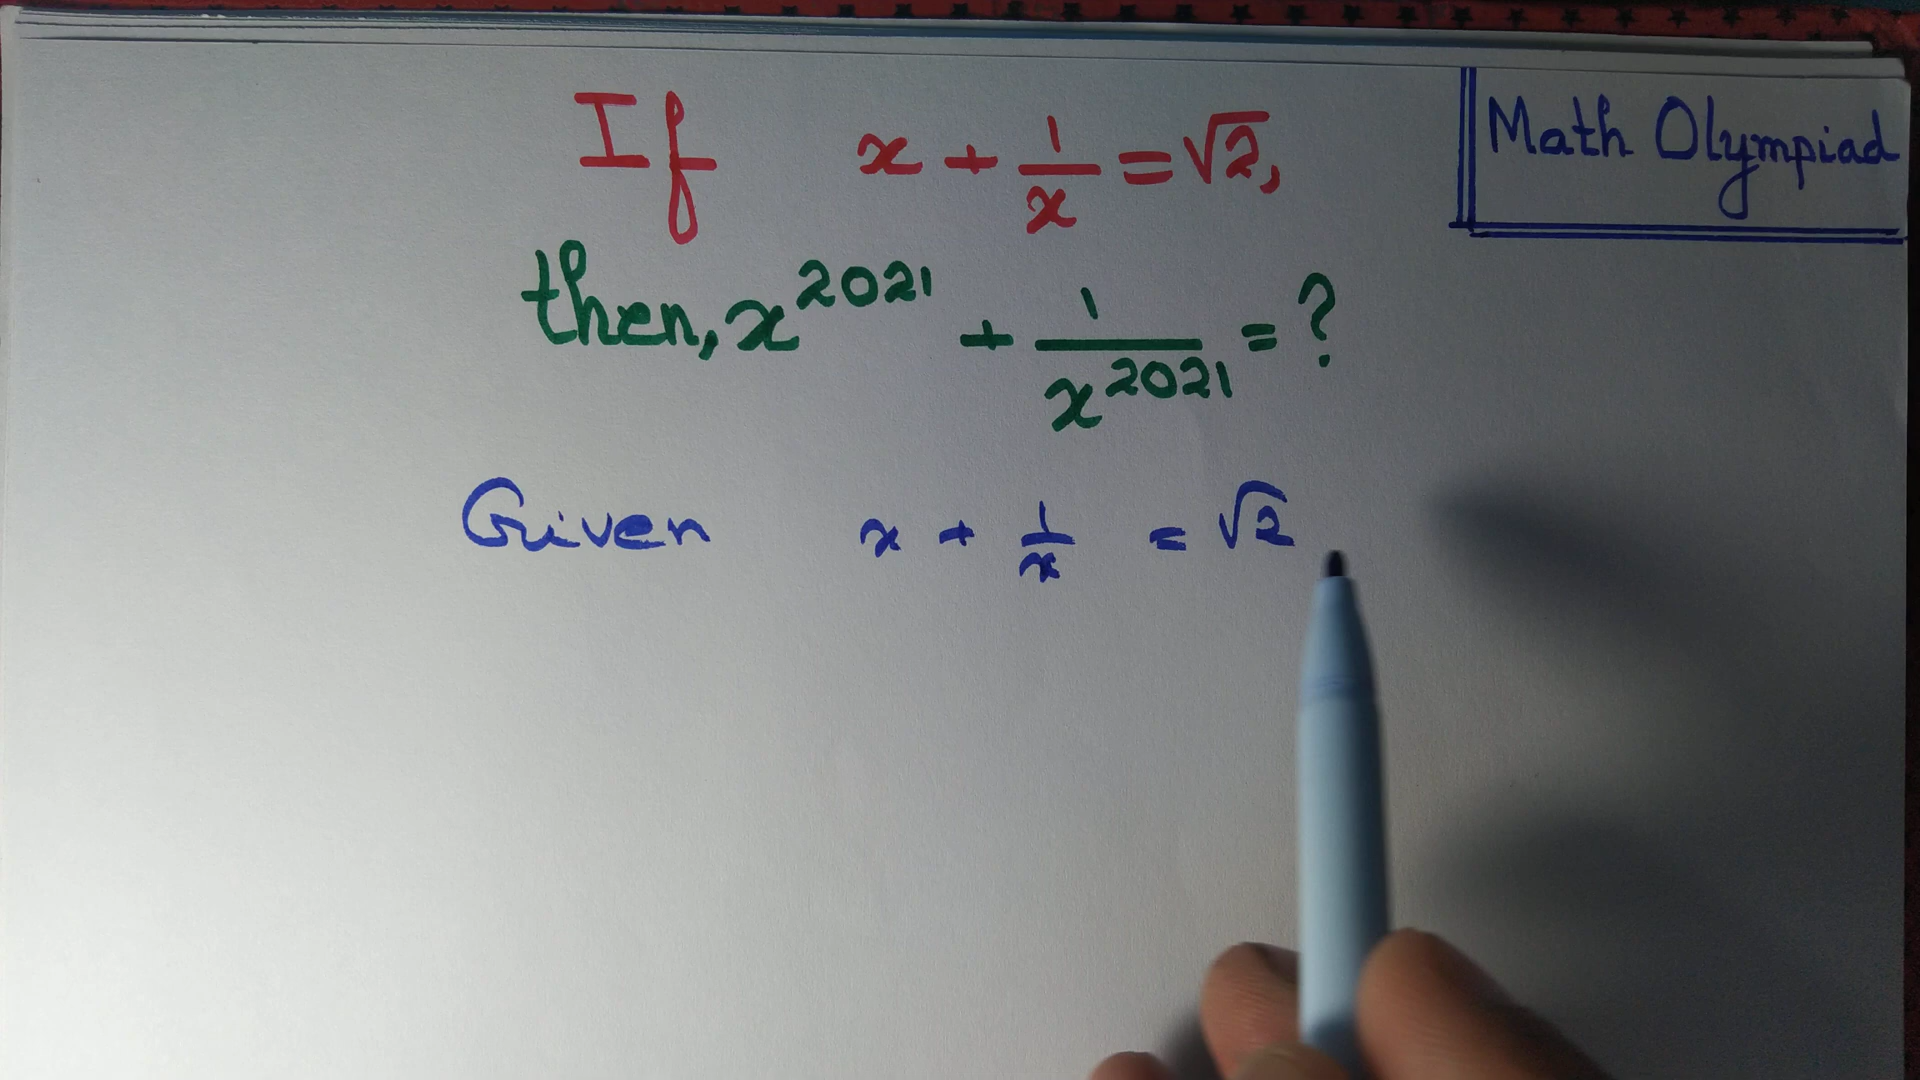 If x + 1/x = √2,
Math Olympiad
then, x^2021 + 1/x^2021 = ?
Given x + 1/x = √2